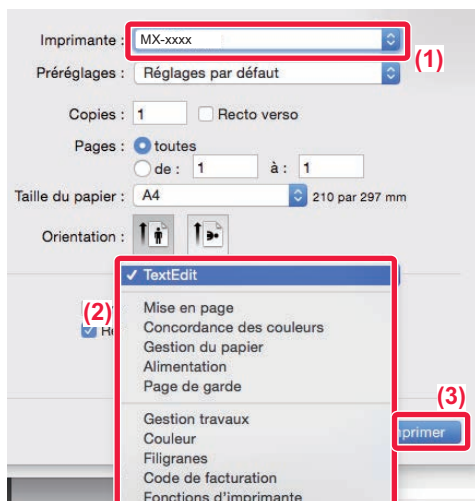 Imprimante : MX-xxxx
(1)
Préréglages : Réglages par défaut
Copies : 1 Recto verso
Pages : toutes
de : 1 à : 1
Taille du papier : A4 210 par 297 mm
Orientation :
✓ TextEdit
(2)
Mise en page
Concordance des couleurs
Gestion du papier
Alimentation
Page de garde
(3)
Gestion travaux
Couleur
Filigranes
Code de facturation
Fonctions d'imprimante